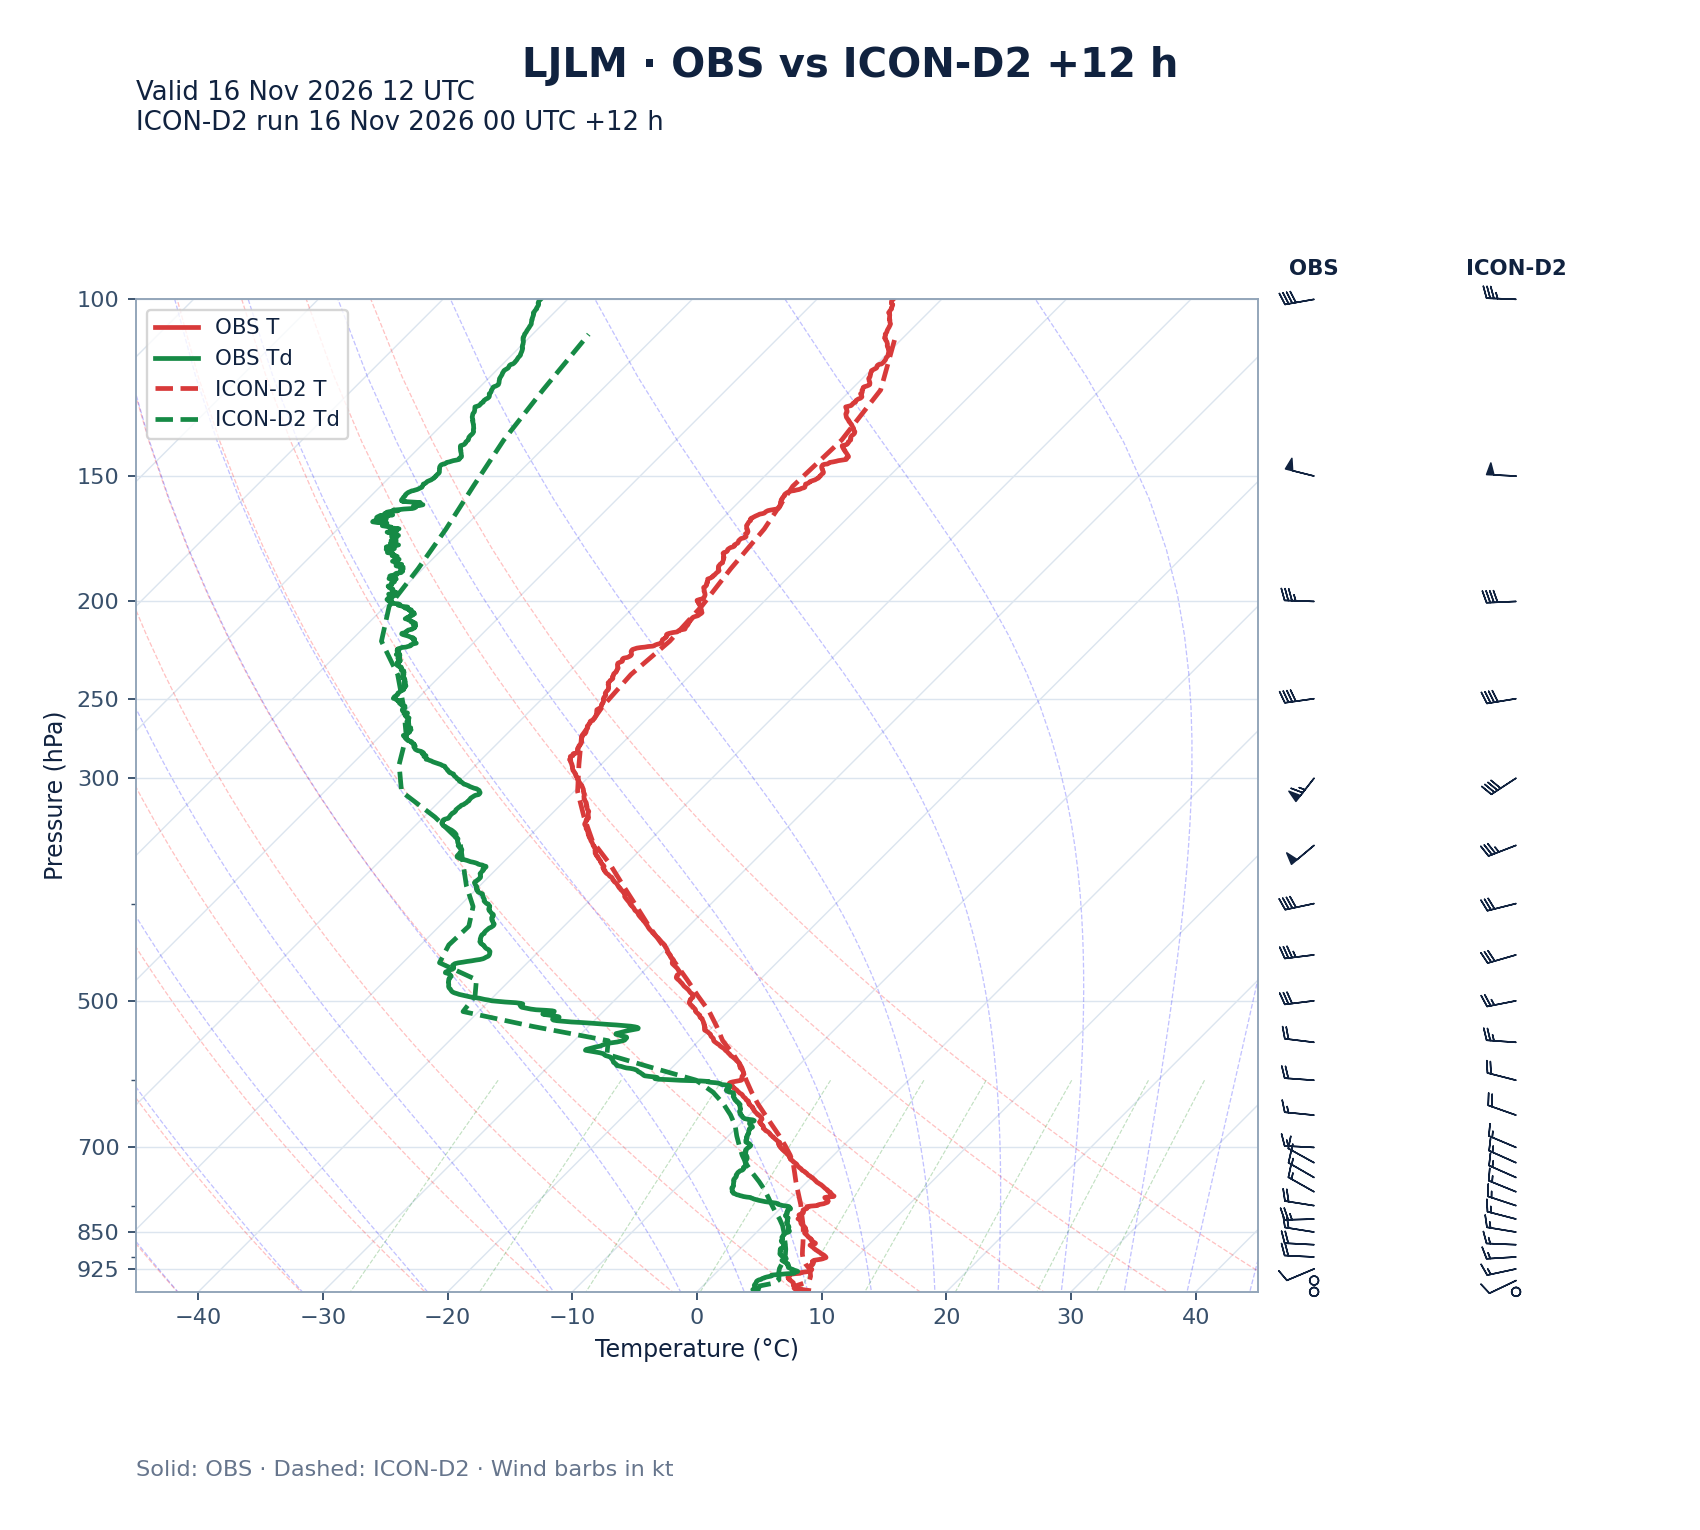 LJLM · OBS vs ICON-D2 +12 h
Valid 16 Nov 2026 12 UTC
ICON-D2 run 16 Nov 2026 00 UTC +12 h
OBS
ICON-D2
OBS T
OBS Td
ICON-D2 T
ICON-D2 Td
100
150
200
250
300
500
700
850
925
Pressure (hPa)
−40
−30
−20
−10
0
10
20
30
40
Temperature (°C)
Solid: OBS · Dashed: ICON-D2 · Wind barbs in kt